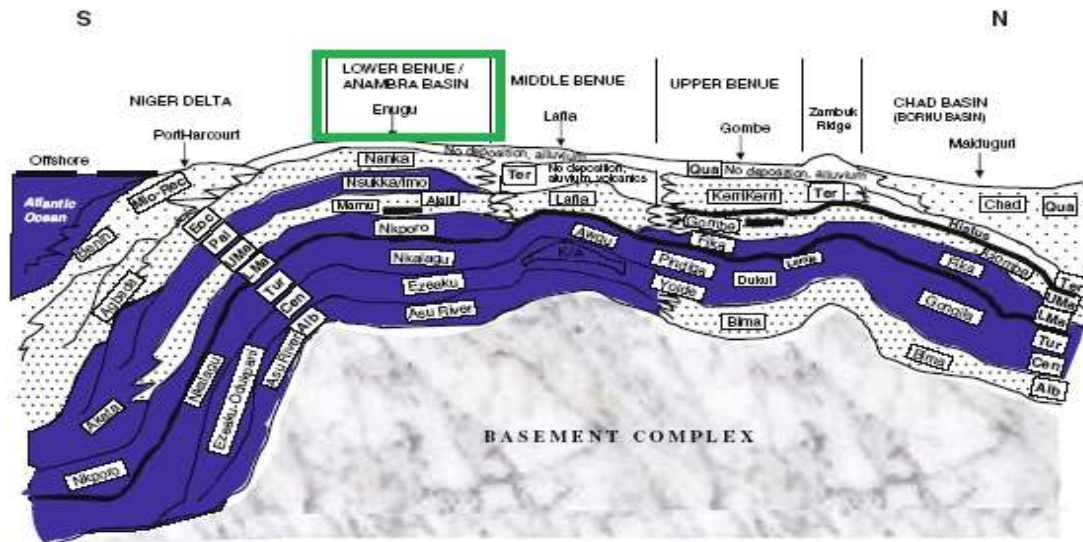 S
N
LOWER BENUE /
ANAMBRA BASIN
Enugu
MIDDLE BENUE
Lafia
UPPER BENUE
Gombe
Zambuk
Ridge
CHAD BASIN
(BORNU BASIN)
Maiduguri
NIGER DELTA
PortHarcourt
Offshore
Atlantic
Ocean
Mio-Rec
Benin
Agbada
Akata
Nkporo
Eoc
Pal
UMa
LMa
Tur
Cen
Alb
Nkalagu
Ezeaku-Odukpani
Asu River
Nanka
Nsukka/Imo
Mamu
Ajalli
Nkporo
Nkalagu
Ezeaku
Asu River
No deposition, alluvium
Ter
No deposition,
alluvium, volcanics
Lafia
Awgu
Qua
No deposition, alluvium
KerriKerri
Ter
Gombe
Fika
Pindiga
Lamja
Yolde
Dukul
Bima
Chad
Qua
Hiatus
Gombe
Fika
Gongila
Bima
Ter
UMa
LMa
Tur
Cen
Alb
BASEMENT COMPLEX